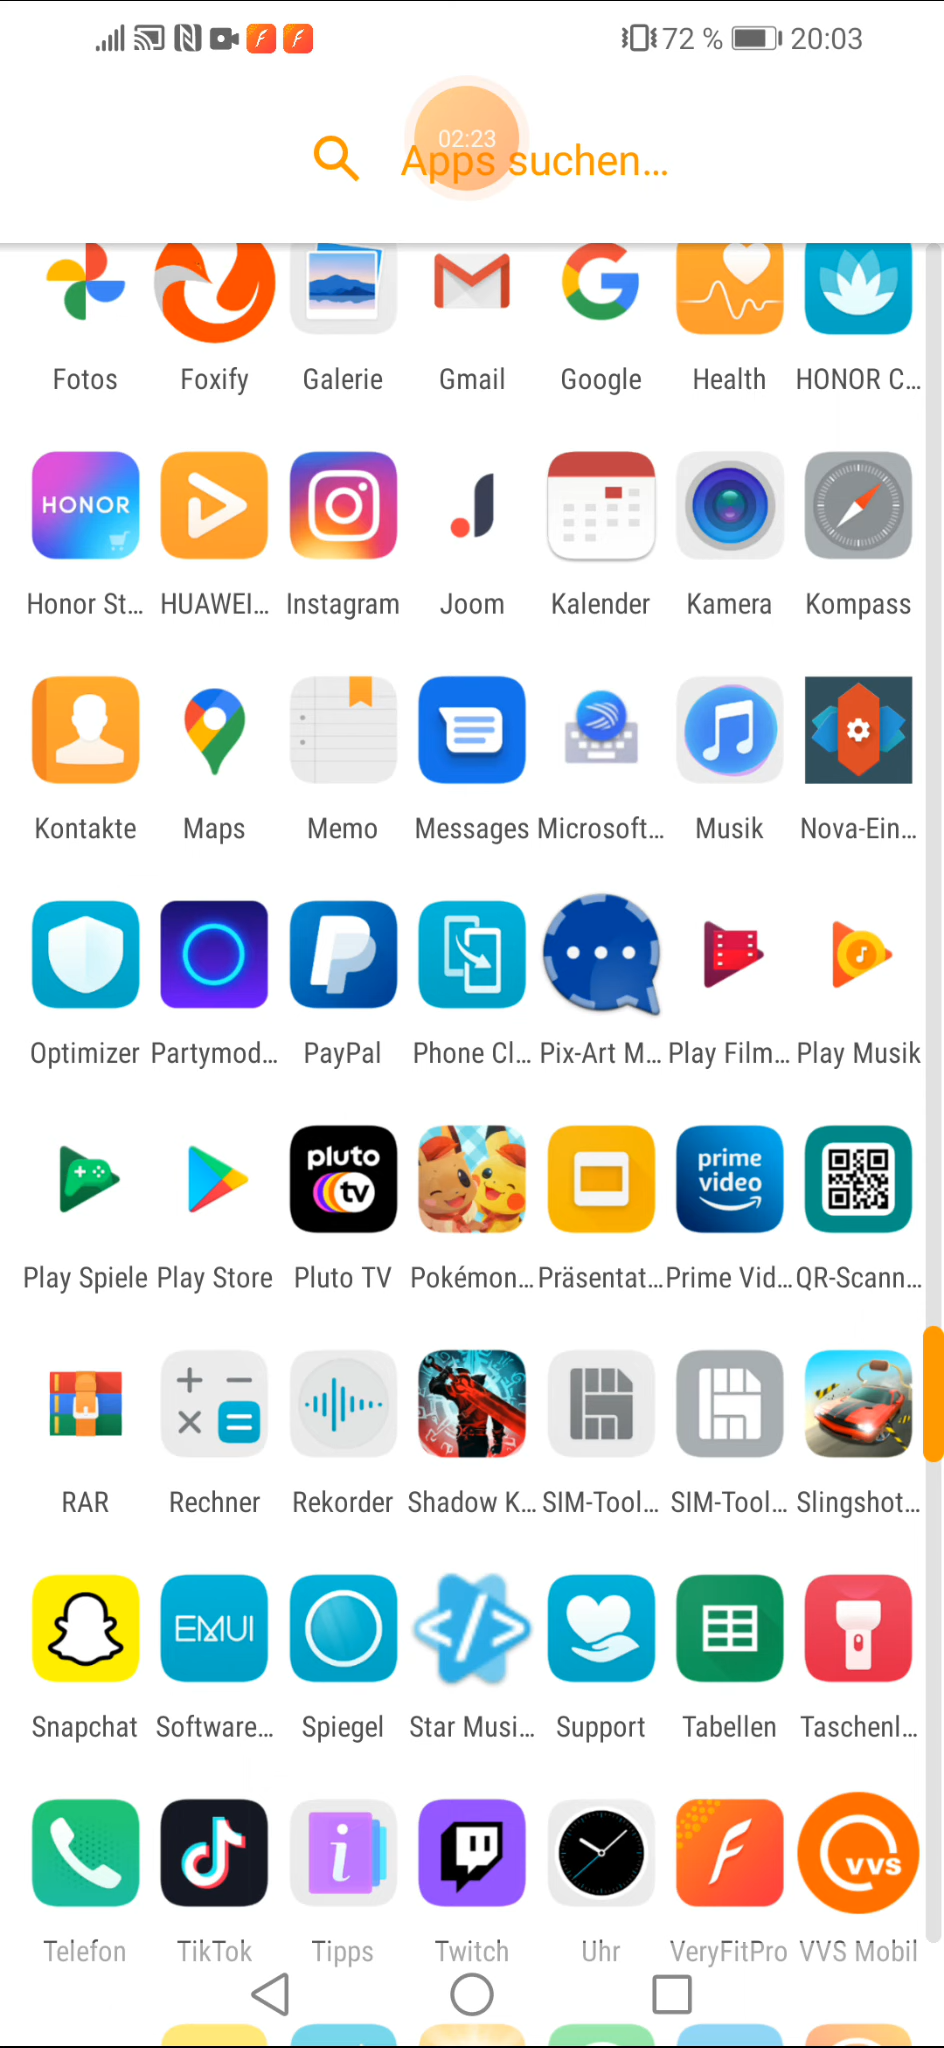 72 % 20:03
02:23
Apps suchen...
Fotos Foxify Galerie Gmail Google Health HONOR C...
HONOR
Honor St... HUAWEI... Instagram Joom Kalender Kamera Kompass
Kontakte Maps Memo Messages Microsoft... Musik Nova-Ein...
Optimizer Partymod... PayPal Phone Cl... Pix-Art M... Play Film... Play Musik
pluto tv
prime video
Play Spiele Play Store Pluto TV Pokémon... Präsentat... Prime Vid... QR-Scann...
RAR Rechner Rekorder Shadow K... SIM-Tool... SIM-Tool... Slingshot...
EMUI
Snapchat Software... Spiegel Star Musi... Support Tabellen Taschenl...
vvs
Telefon TikTok Tipps Twitch Uhr VeryFitPro VVS Mobil